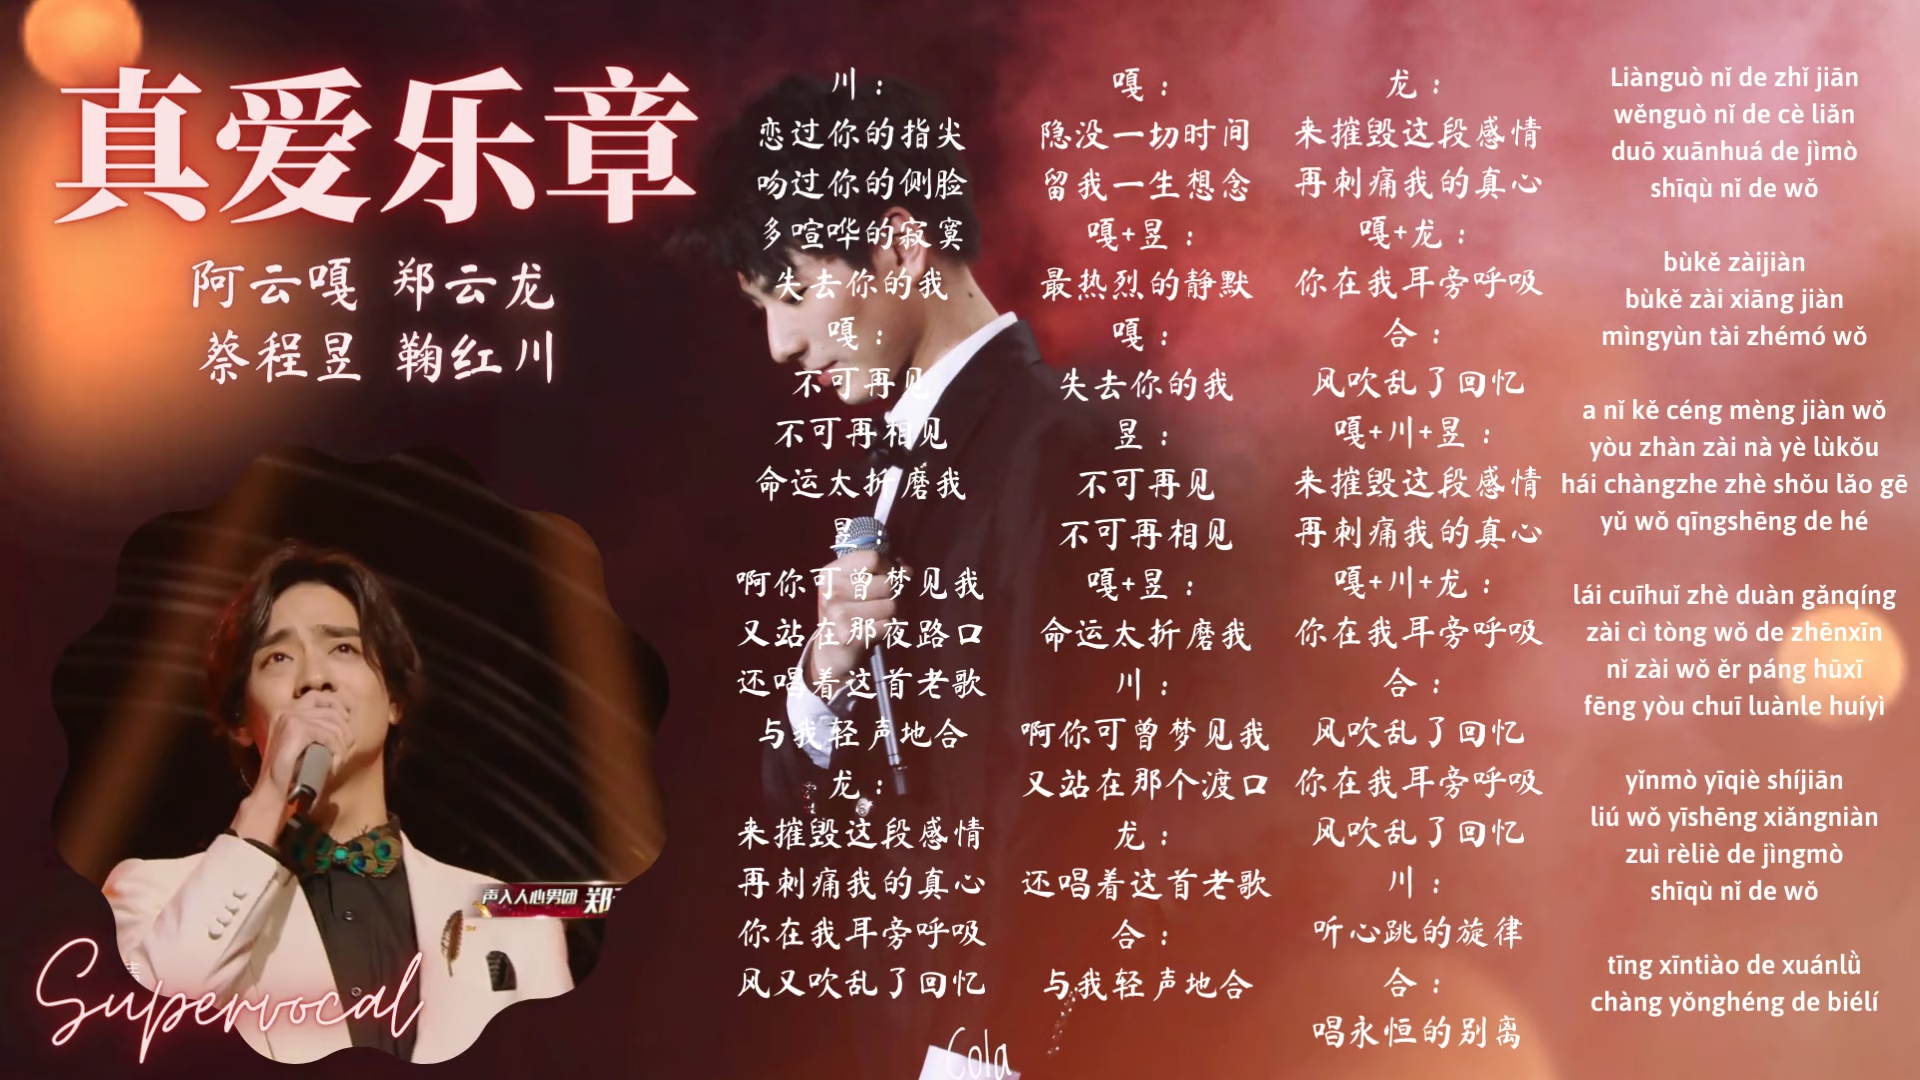 真爱乐章
阿云嘎 郑云龙
蔡程昱 鞠红川
声入人心男团 郑
Supervocal
川：
恋过你的指尖
吻过你的侧脸
多喧哗的寂寞
失去你的我
嘎：
不可再见
不可再相见
命运太折磨我
昱：
啊你可曾梦见我
又站在那夜路口
还唱着这首老歌
与我轻声地合
龙：
来摧毁这段感情
再刺痛我的真心
你在我耳旁呼吸
风又吹乱了回忆
嘎：
隐没一切时间
留我一生想念
嘎+昱：
最热烈的静默
嘎：
失去你的我
昱：
不可再见
不可再相见
嘎+昱：
命运太折磨我
川：
啊你可曾梦见我
又站在那个渡口
龙：
还唱着这首老歌
合：
与我轻声地合
龙：
来摧毁这段感情
再刺痛我的真心
嘎+龙：
你在我耳旁呼吸
合：
风吹乱了回忆
嘎+川+昱：
来摧毁这段感情
再刺痛我的真心
嘎+川+龙：
你在我耳旁呼吸
合：
风吹乱了回忆
你在我耳旁呼吸
风吹乱了回忆
川：
听心跳的旋律
合：
唱永恒的别离
Liànguò nǐ de zhǐ jiān
wěnguò nǐ de cè liǎn
duō xuānhuá de jìmò
shīqù nǐ de wǒ
bùkě zàijiàn
bùkě zài xiāng jiàn
mìngyùn tài zhémó wǒ
a nǐ kě céng mèng jiàn wǒ
yòu zhàn zài nà yè lùkǒu
hái chàngzhe zhè shǒu lǎo gē
yǔ wǒ qīngshēng de hé
lái cuīhuǐ zhè duàn gǎnqíng
zài cì tòng wǒ de zhēnxīn
nǐ zài wǒ ěr páng hūxī
fēng yòu chuī luànle huíyì
yǐnmò yīqiè shíjiān
liú wǒ yīshēng xiǎngniàn
zuì rèliè de jìngmò
shīqù nǐ de wǒ
tīng xīntiào de xuánlǜ
chàng yǒnghéng de biélí
Cola